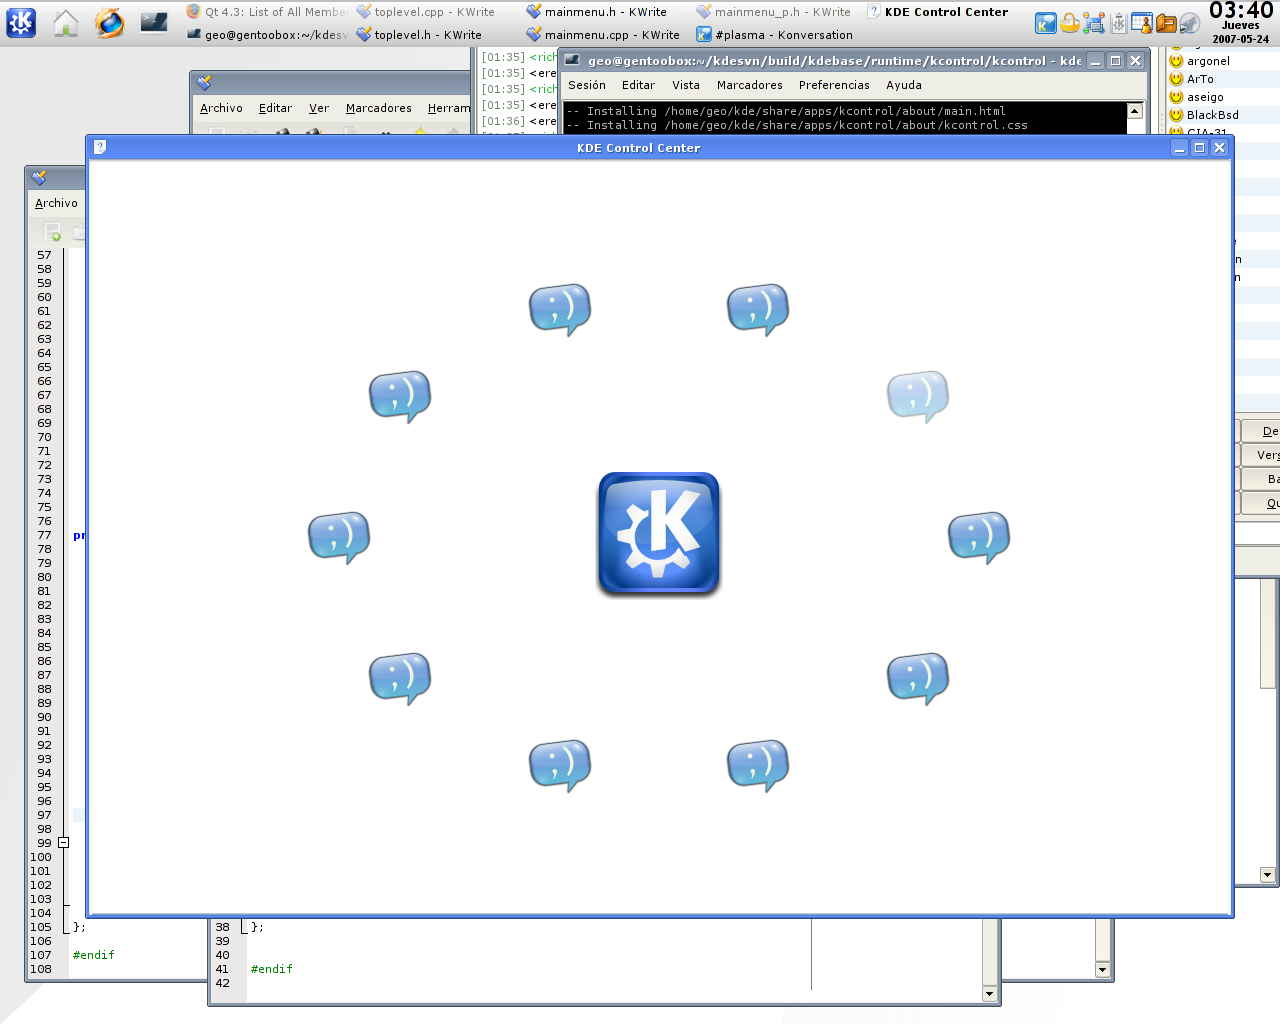 Qt 4.3: List of All Membe
toplevel.cpp - KWrite
mainmenu.h - KWrite
mainmenu_p.h - KWrite
KDE Control Center
geo@gentoobox:~/kdesv
toplevel.h - KWrite
mainmenu.cpp - KWrite
#plasma - Konversation
03:40
Jueves
2007-05-24
[01:35] <rich
[01:35] <ere
[01:35] <rich
[01:35] <ere
[01:36] <ere
geo@gentoobox:~/kdesvn/build/kdebase/runtime/kcontrol/kcontrol - kde
Sesión Editar Vista Marcadores Preferencias Ayuda
-- Installing /home/geo/kde/share/apps/kcontrol/about/main.html
-- Installing /home/geo/kde/share/apps/kcontrol/about/kcontrol.css
argonel
ArTo
aseigo
BlackBsd
CIA-31
Archivo Editar Ver Marcadores Herram
KDE Control Center
Archivo
57
58
59
60
61
62
63
64
65
66
67
68
69
70
71
72
73
74
75
76
77 pr
78
79
80
81
82
83
84
85
86
87
88
89
90
91
92
93
94
95
96
97
98
99
100
101
102
103
104
105 };
106
107 #endif
108
38 };
39
40
41 #endif
42
De
Vers
Ba
Qu